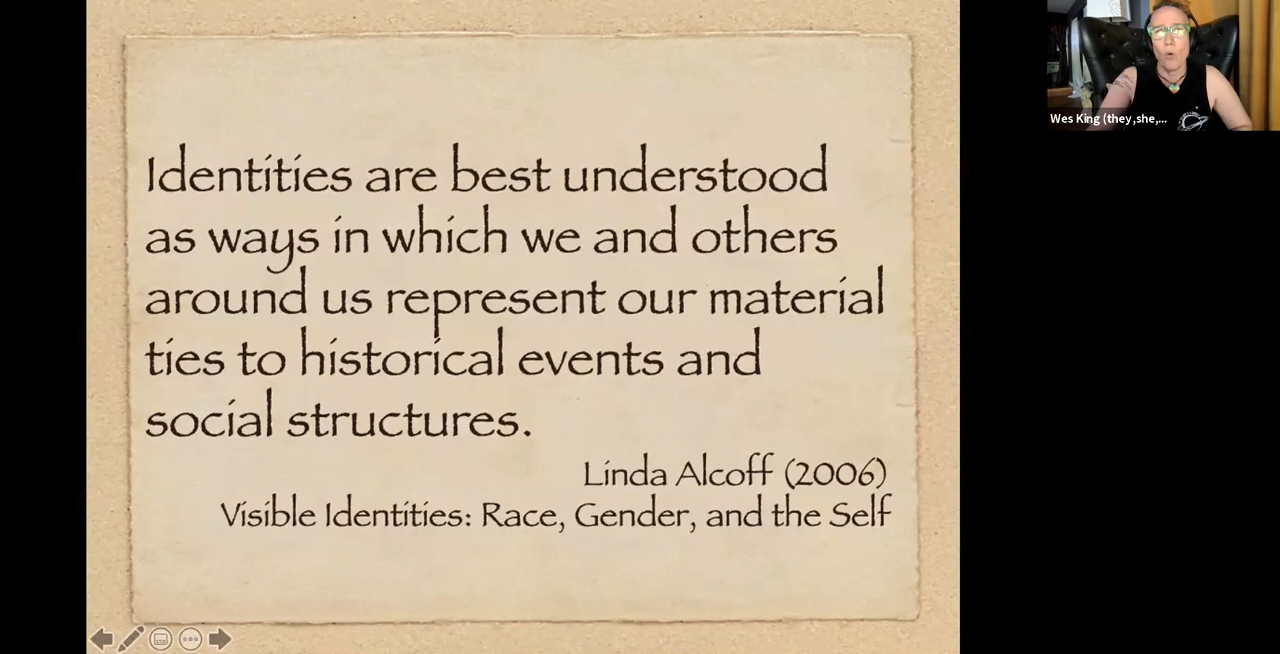 Identities are best understood
as ways in which we and others
around us represent our material
ties to historical events and
social structures.
Linda Alcoff (2006)
Visible Identities: Race, Gender, and the Self
Wes King (they,she,...